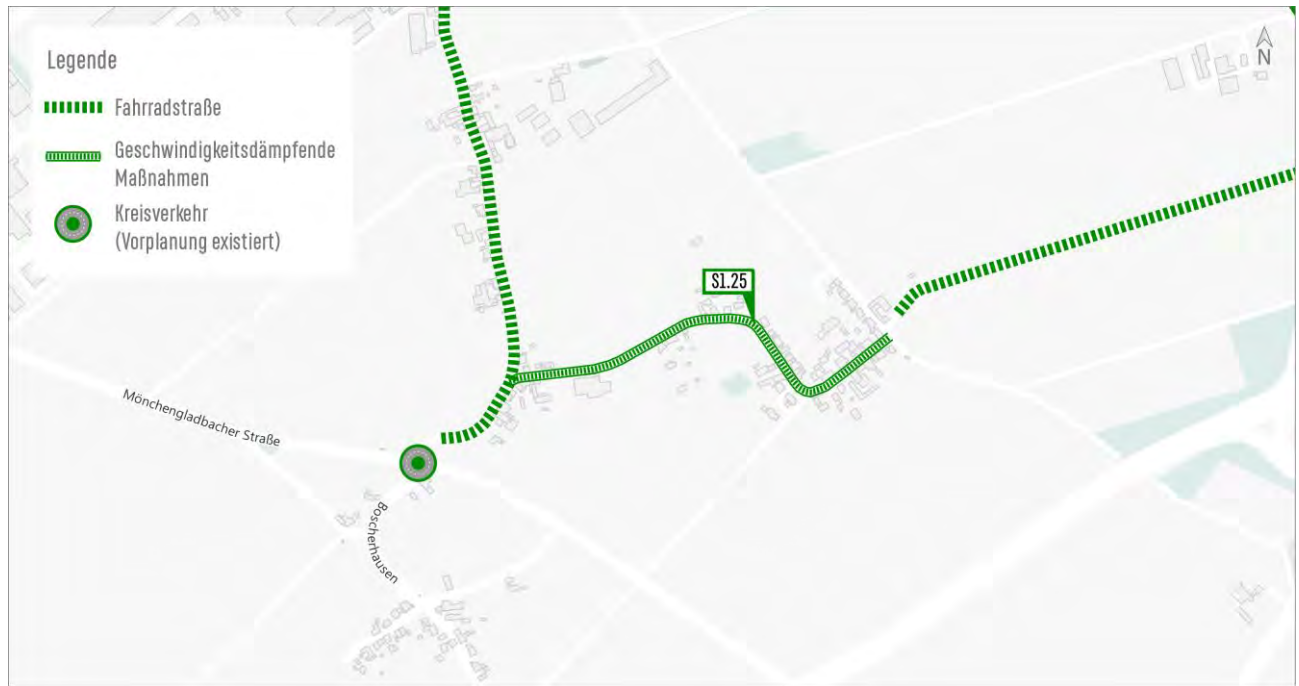 Legende
Fahrradstraße
Geschwindigkeitsdämpfende
Maßnahmen
Kreisverkehr
(Vorplanung existiert)
N
S1.25
Mönchengladbacher Straße
Boscherhausen